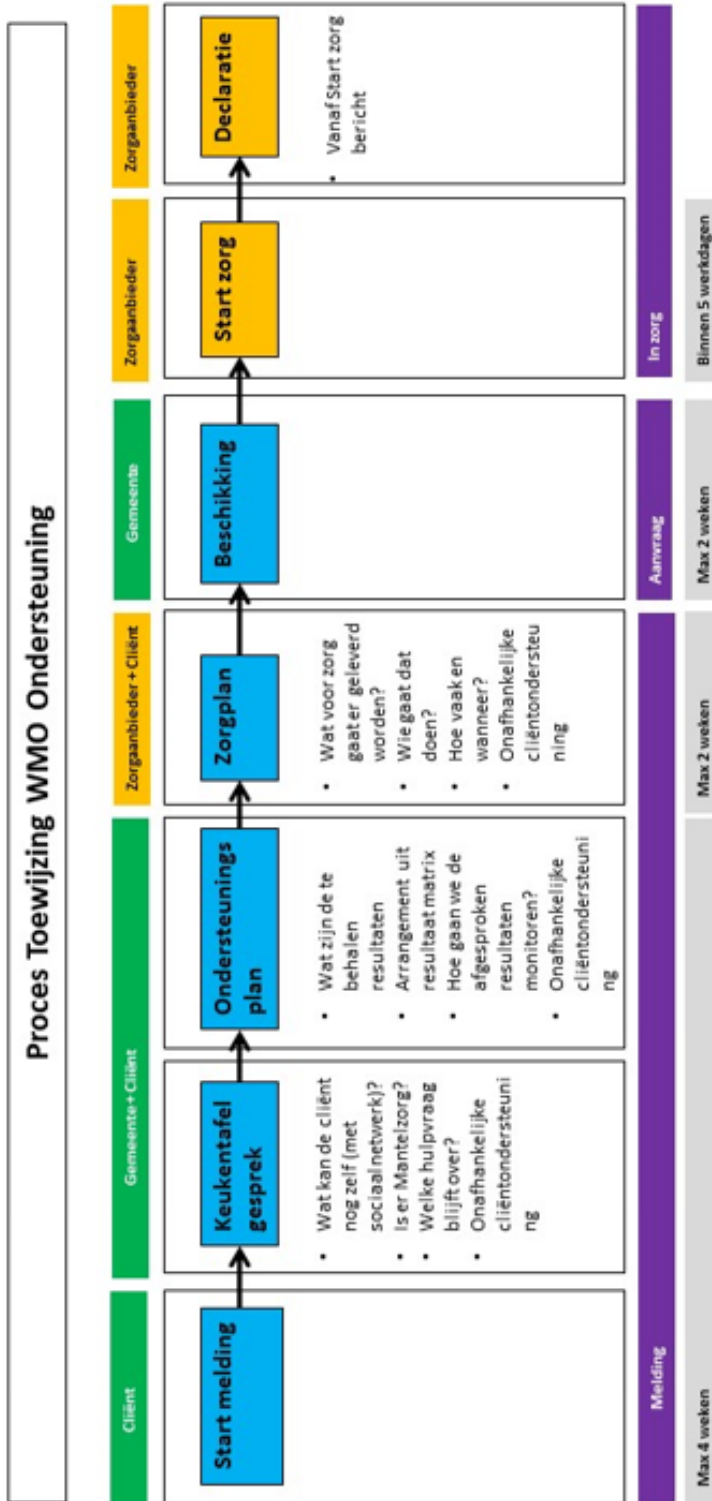 Proces Toewijzing WMO Ondersteuning
Cliënt
Gemeente + Cliënt
Zorgaanbieder + Cliënt
Gemeente
Zorgaanbieder
Zorgaanbieder
Start melding
Keukentafel
gesprek
• Wat kan de cliënt
nog zelf (met
sociaal netwerk)?
• Is er Mantelzorg?
• Welke hulpvraag
blijft over?
• Onafhankelijke
cliëntondersteuni
ng
Ondersteunings
plan
• Wat zijn de te
behalen
resultaten
• Arrangement uit
resultaatmatrix
• Hoe gaan we de
afgesproken
resultaten
monitoren?
• Onafhankelijke
cliëntondersteuni
ng
Zorgplan
• Wat voor zorg
gaat er geleverd
worden?
• Wie gaat dat
doen?
• Hoe vaak en
wanneer?
• Onafhankelijke
cliëntondersteu
ning
Beschikking
Start zorg
Declaratie
• Vanaf Start zorg
bericht
Melding
Aanvraag
In zorg
Max 4 weken
Max 2 weken
Max 2 weken
Binnen 5 werkdagen